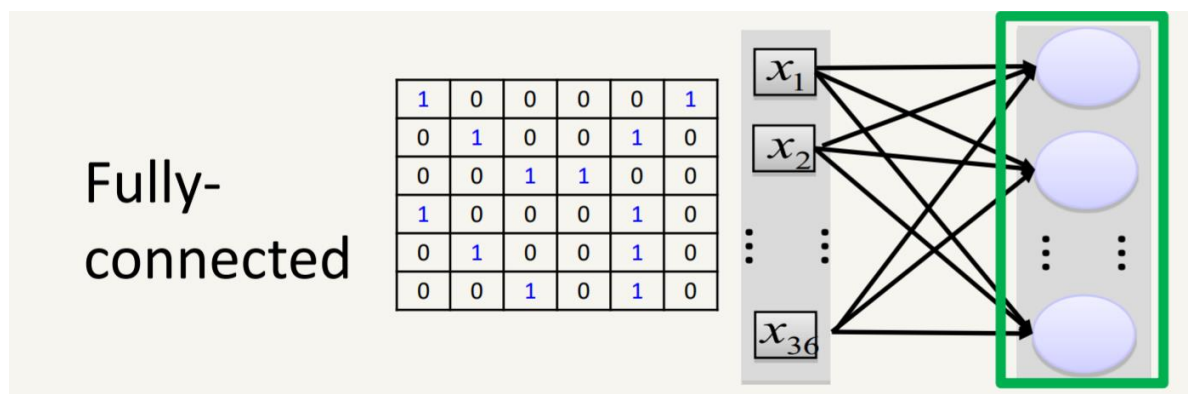 Fully-
connected
1 0 0 0 0 1
0 1 0 0 1 0
0 0 1 1 0 0
1 0 0 0 1 0
0 1 0 0 1 0
0 0 1 0 1 0
x₁
x₂
⋮ ⋮
x₃₆
⋮ ⋮